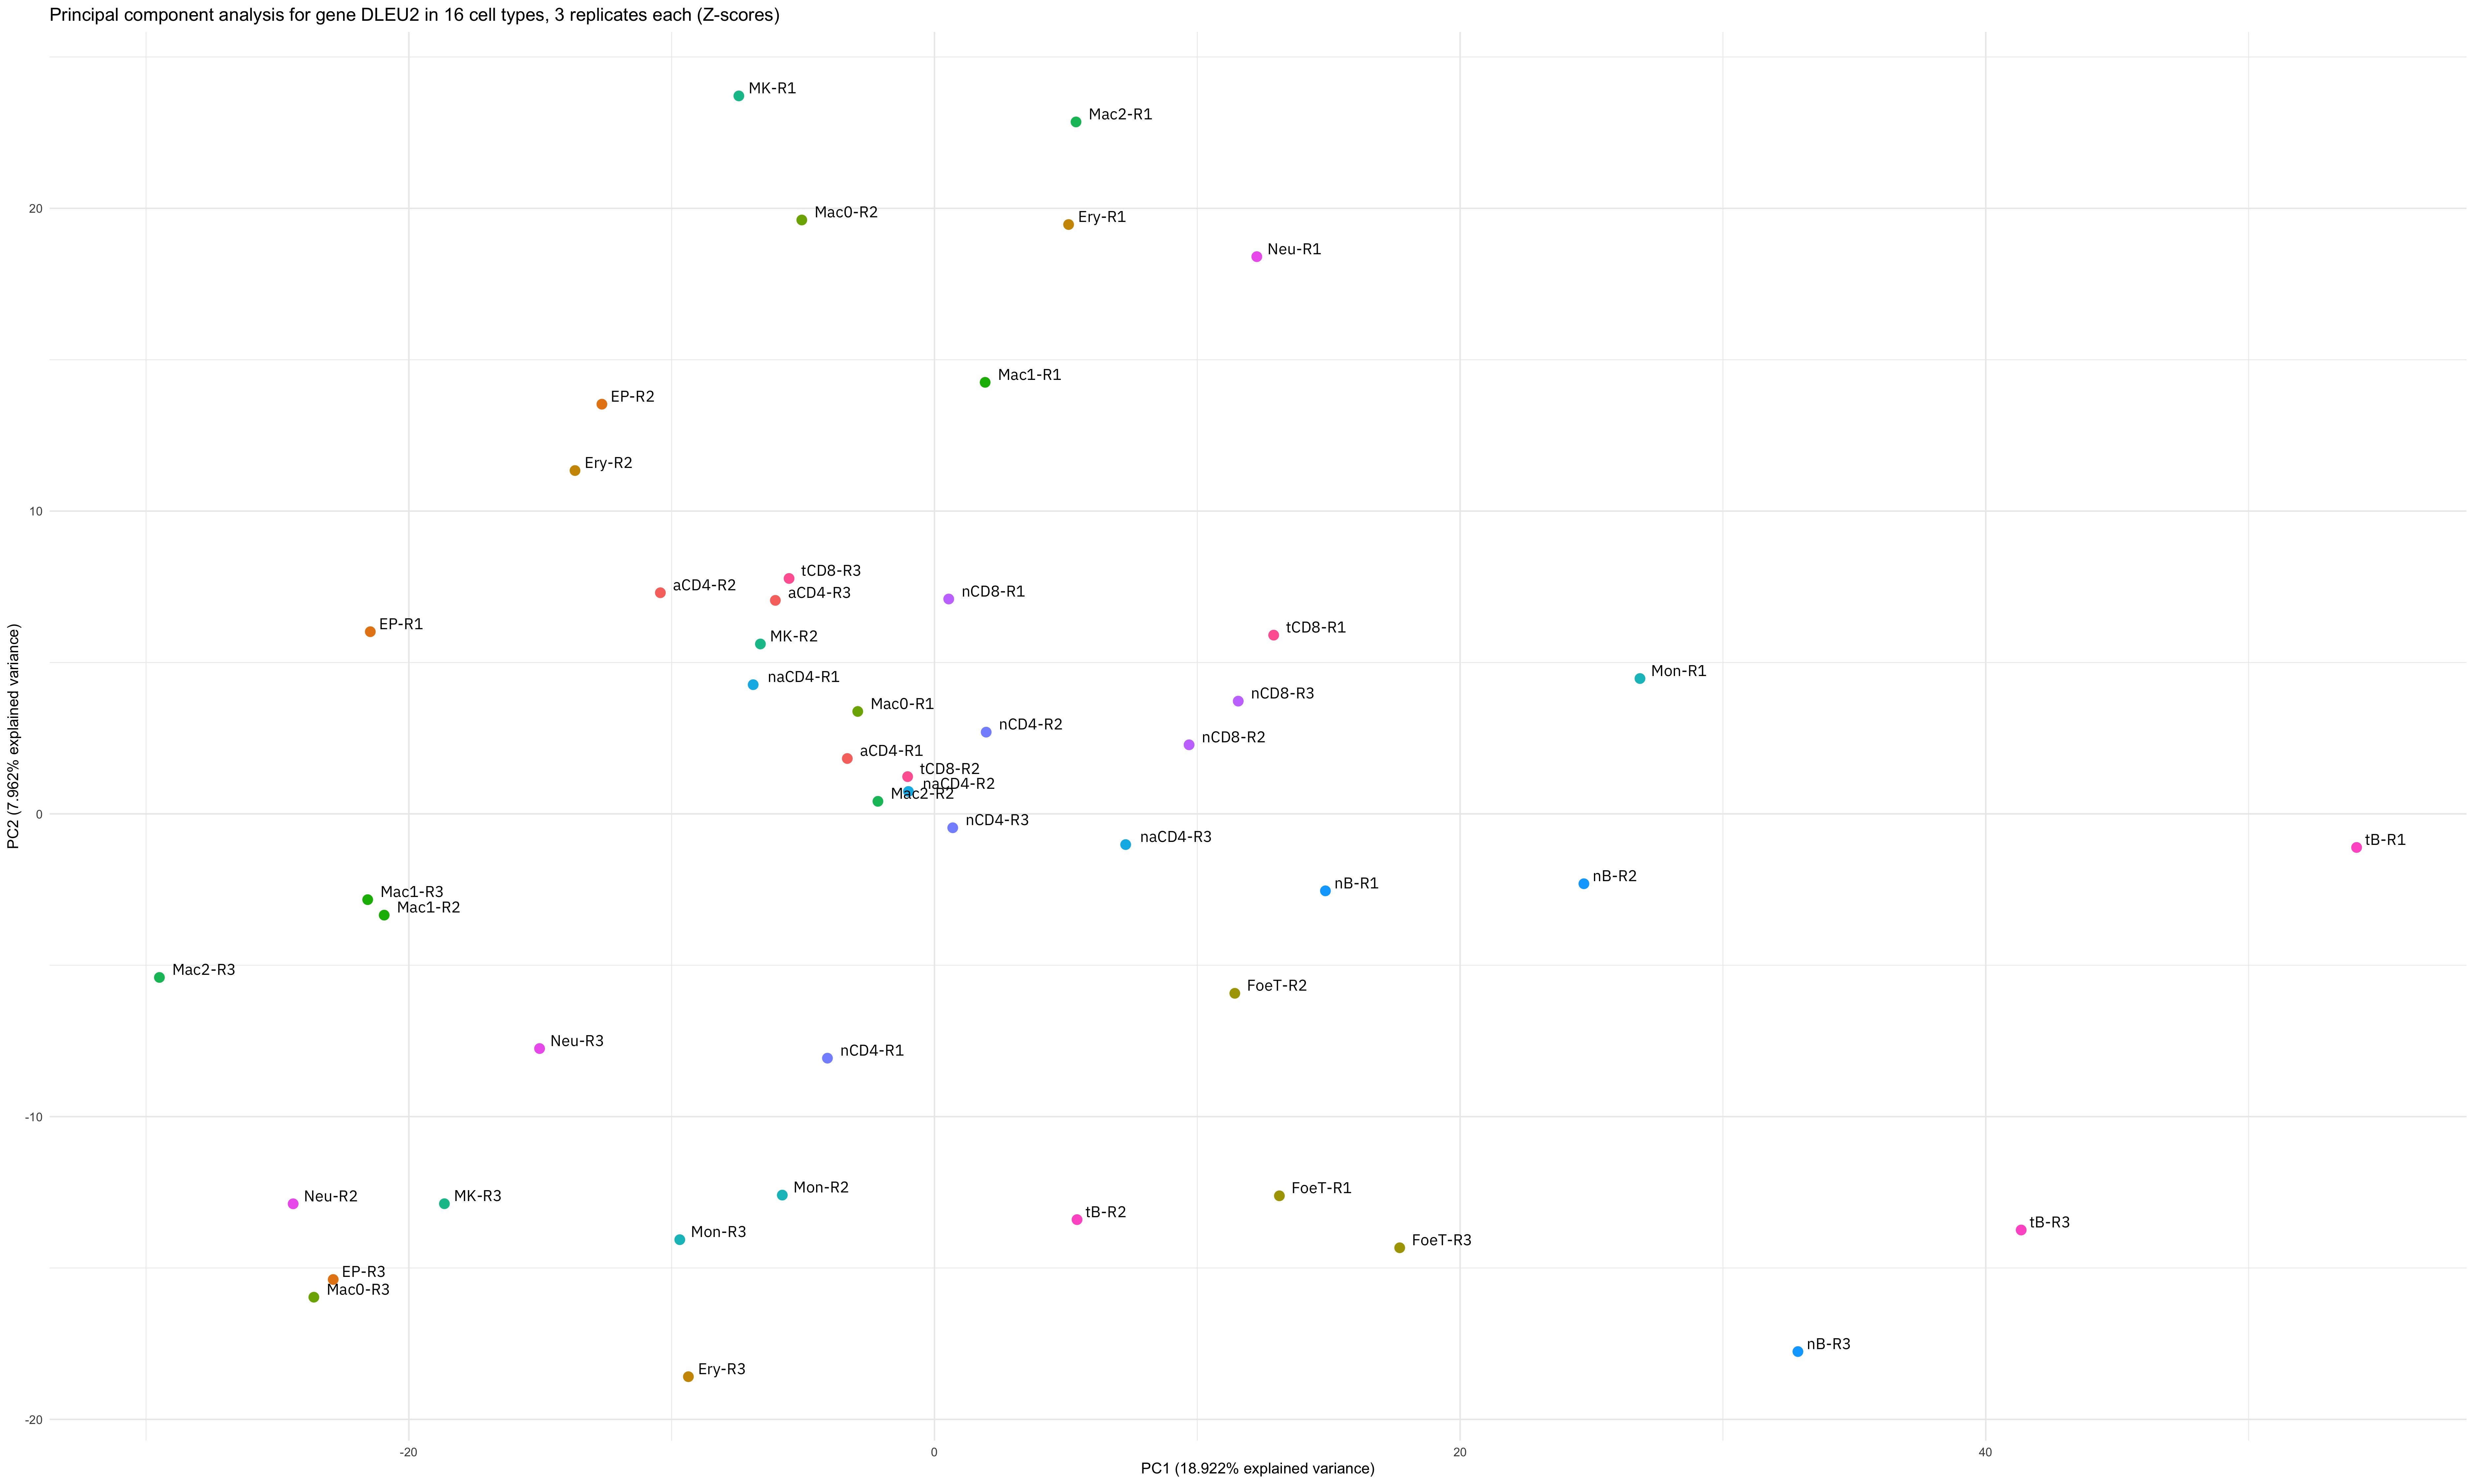 Principal component analysis for gene DLEU2 in 16 cell types, 3 replicates each (Z-scores)
MK-R1
Mac2-R1
20
Mac0-R2
Ery-R1
Neu-R1
Mac1-R1
EP-R2
Ery-R2
10
tCD8-R3
aCD4-R2
aCD4-R3
nCD8-R1
EP-R1
tCD8-R1
MK-R2
Mon-R1
naCD4-R1
nCD8-R3
Mac0-R1
nCD4-R2
nCD8-R2
aCD4-R1
tCD8-R2
naCD4-R2
Mac2-R2
PC2 (7.962% explained variance)
0
nCD4-R3
naCD4-R3
tB-R1
nB-R2
nB-R1
Mac1-R3
Mac1-R2
Mac2-R3
FoeT-R2
Neu-R3
nCD4-R1
-10
Mon-R2
FoeT-R1
Neu-R2
MK-R3
tB-R2
tB-R3
Mon-R3
FoeT-R3
EP-R3
Mac0-R3
nB-R3
Ery-R3
-20
-20
0
20
40
PC1 (18.922% explained variance)